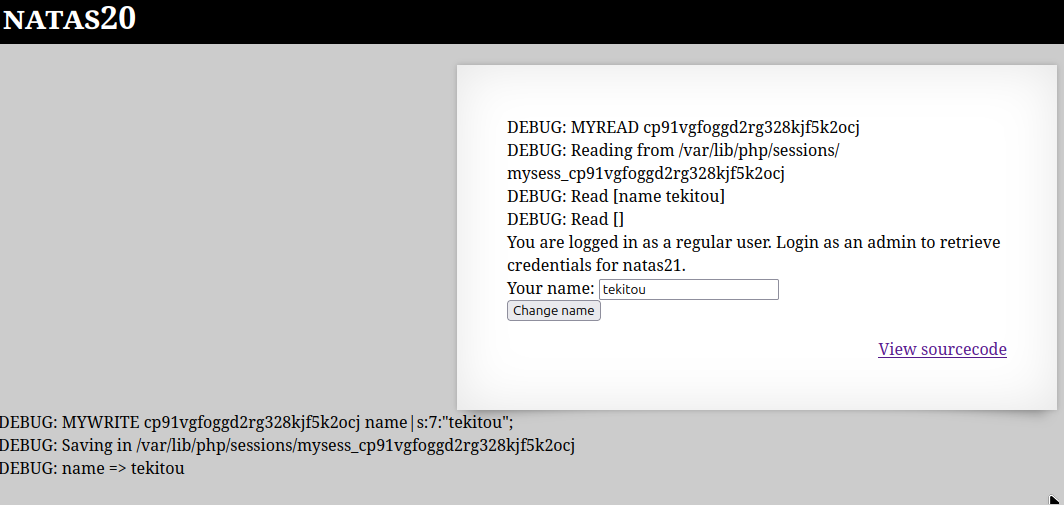 NATAS20
DEBUG: MYREAD cp91vgfoggd2rg328kjf5k2ocj
DEBUG: Reading from /var/lib/php/sessions/
mysess_cp91vgfoggd2rg328kjf5k2ocj
DEBUG: Read [name tekitou]
DEBUG: Read []
You are logged in as a regular user. Login as an admin to retrieve
credentials for natas21.
Your name: tekitou
Change name
View sourcecode
DEBUG: MYWRITE cp91vgfoggd2rg328kjf5k2ocj name|s:7:"tekitou";
DEBUG: Saving in /var/lib/php/sessions/mysess_cp91vgfoggd2rg328kjf5k2ocj
DEBUG: name => tekitou